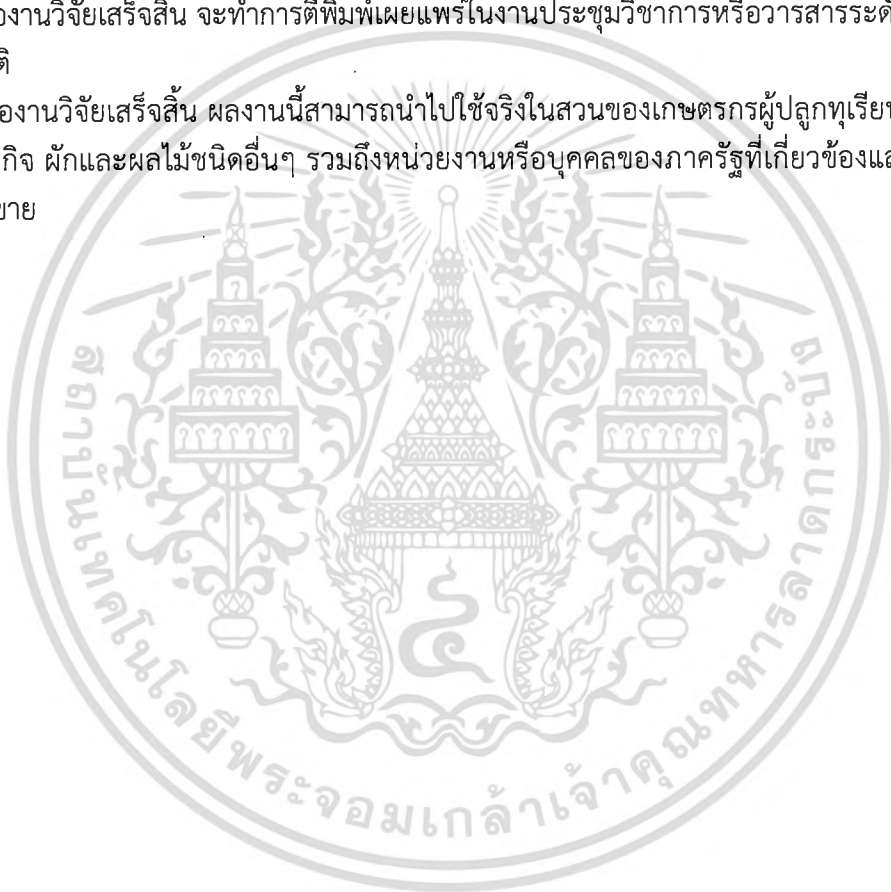 งานวิจัยเสร็จสิ้น จะทำการตีพิมพ์เผยแพร่ในงานประชุมวิชาการหรือวารสารระด
ติ
องานวิจัยเสร็จสิ้น ผลงานนี้สามารถนำไปใช้จริงในสวนของเกษตรกรผู้ปลูกทุเรียน
กิจ ผักและผลไม้ชนิดอื่นๆ รวมถึงหน่วยงานหรือบุคคลของภาครัฐที่เกี่ยวข้องแล
ขาย
๔
สถาบันเทคโนโลยีพระจอมเกล้าเจ้าคุณทหารลาดกระบัง